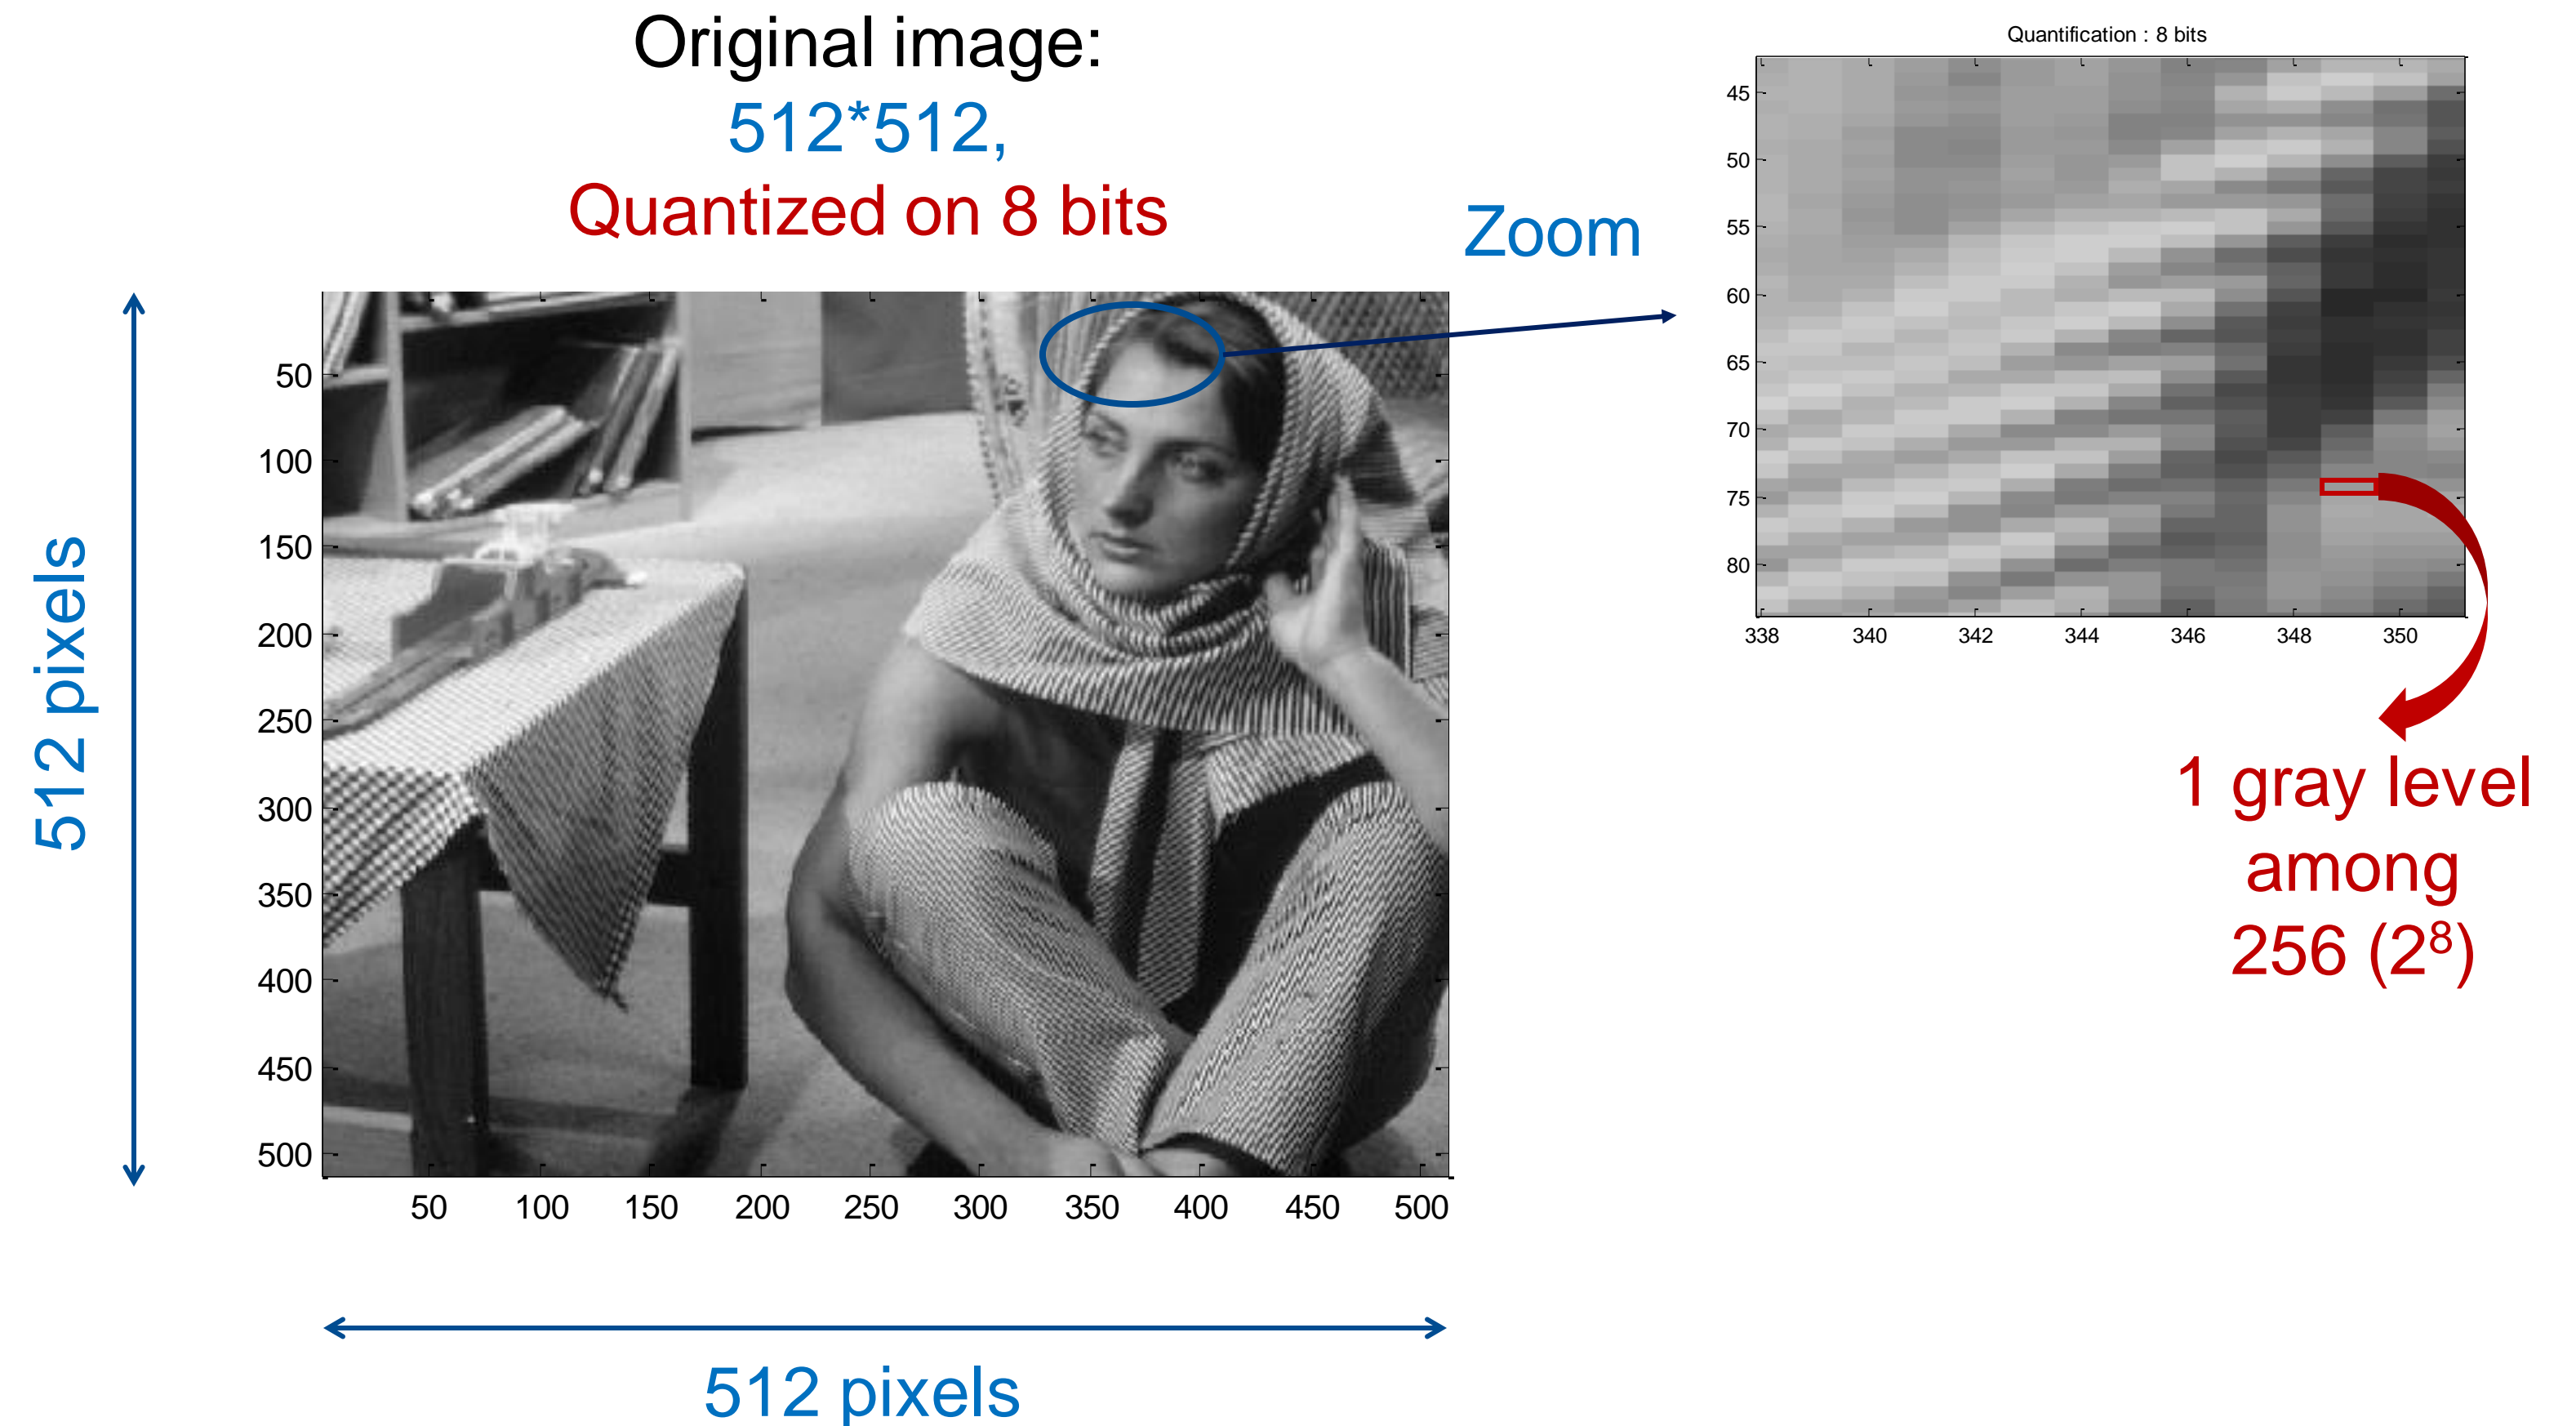 Original image:
512*512,
Quantized on 8 bits
Zoom
Quantification : 8 bits
45
50
55
60
65
70
75
80
338 340 342 344 346 348 350
1 gray level
among
256 (2⁸)
512 pixels
50
100
150
200
250
300
350
400
450
500
50 100 150 200 250 300 350 400 450 500
512 pixels